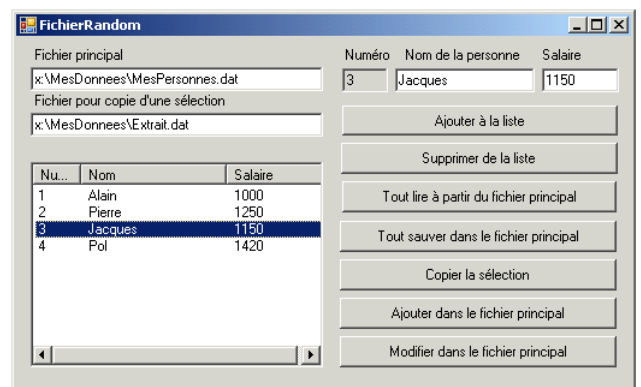 FichierRandom
Fichier principal
x:\MesDonnees\MesPersonnes.dat
Fichier pour copie d'une sélection
x:\MesDonnees\Extrait.dat
Numéro Nom de la personne Salaire
3 Jacques 1150
Nu... Nom Salaire
1 Alain 1000
2 Pierre 1250
3 Jacques 1150
4 Pol 1420
Ajouter à la liste
Supprimer de la liste
Tout lire à partir du fichier principal
Tout sauver dans le fichier principal
Copier la sélection
Ajouter dans le fichier principal
Modifier dans le fichier principal